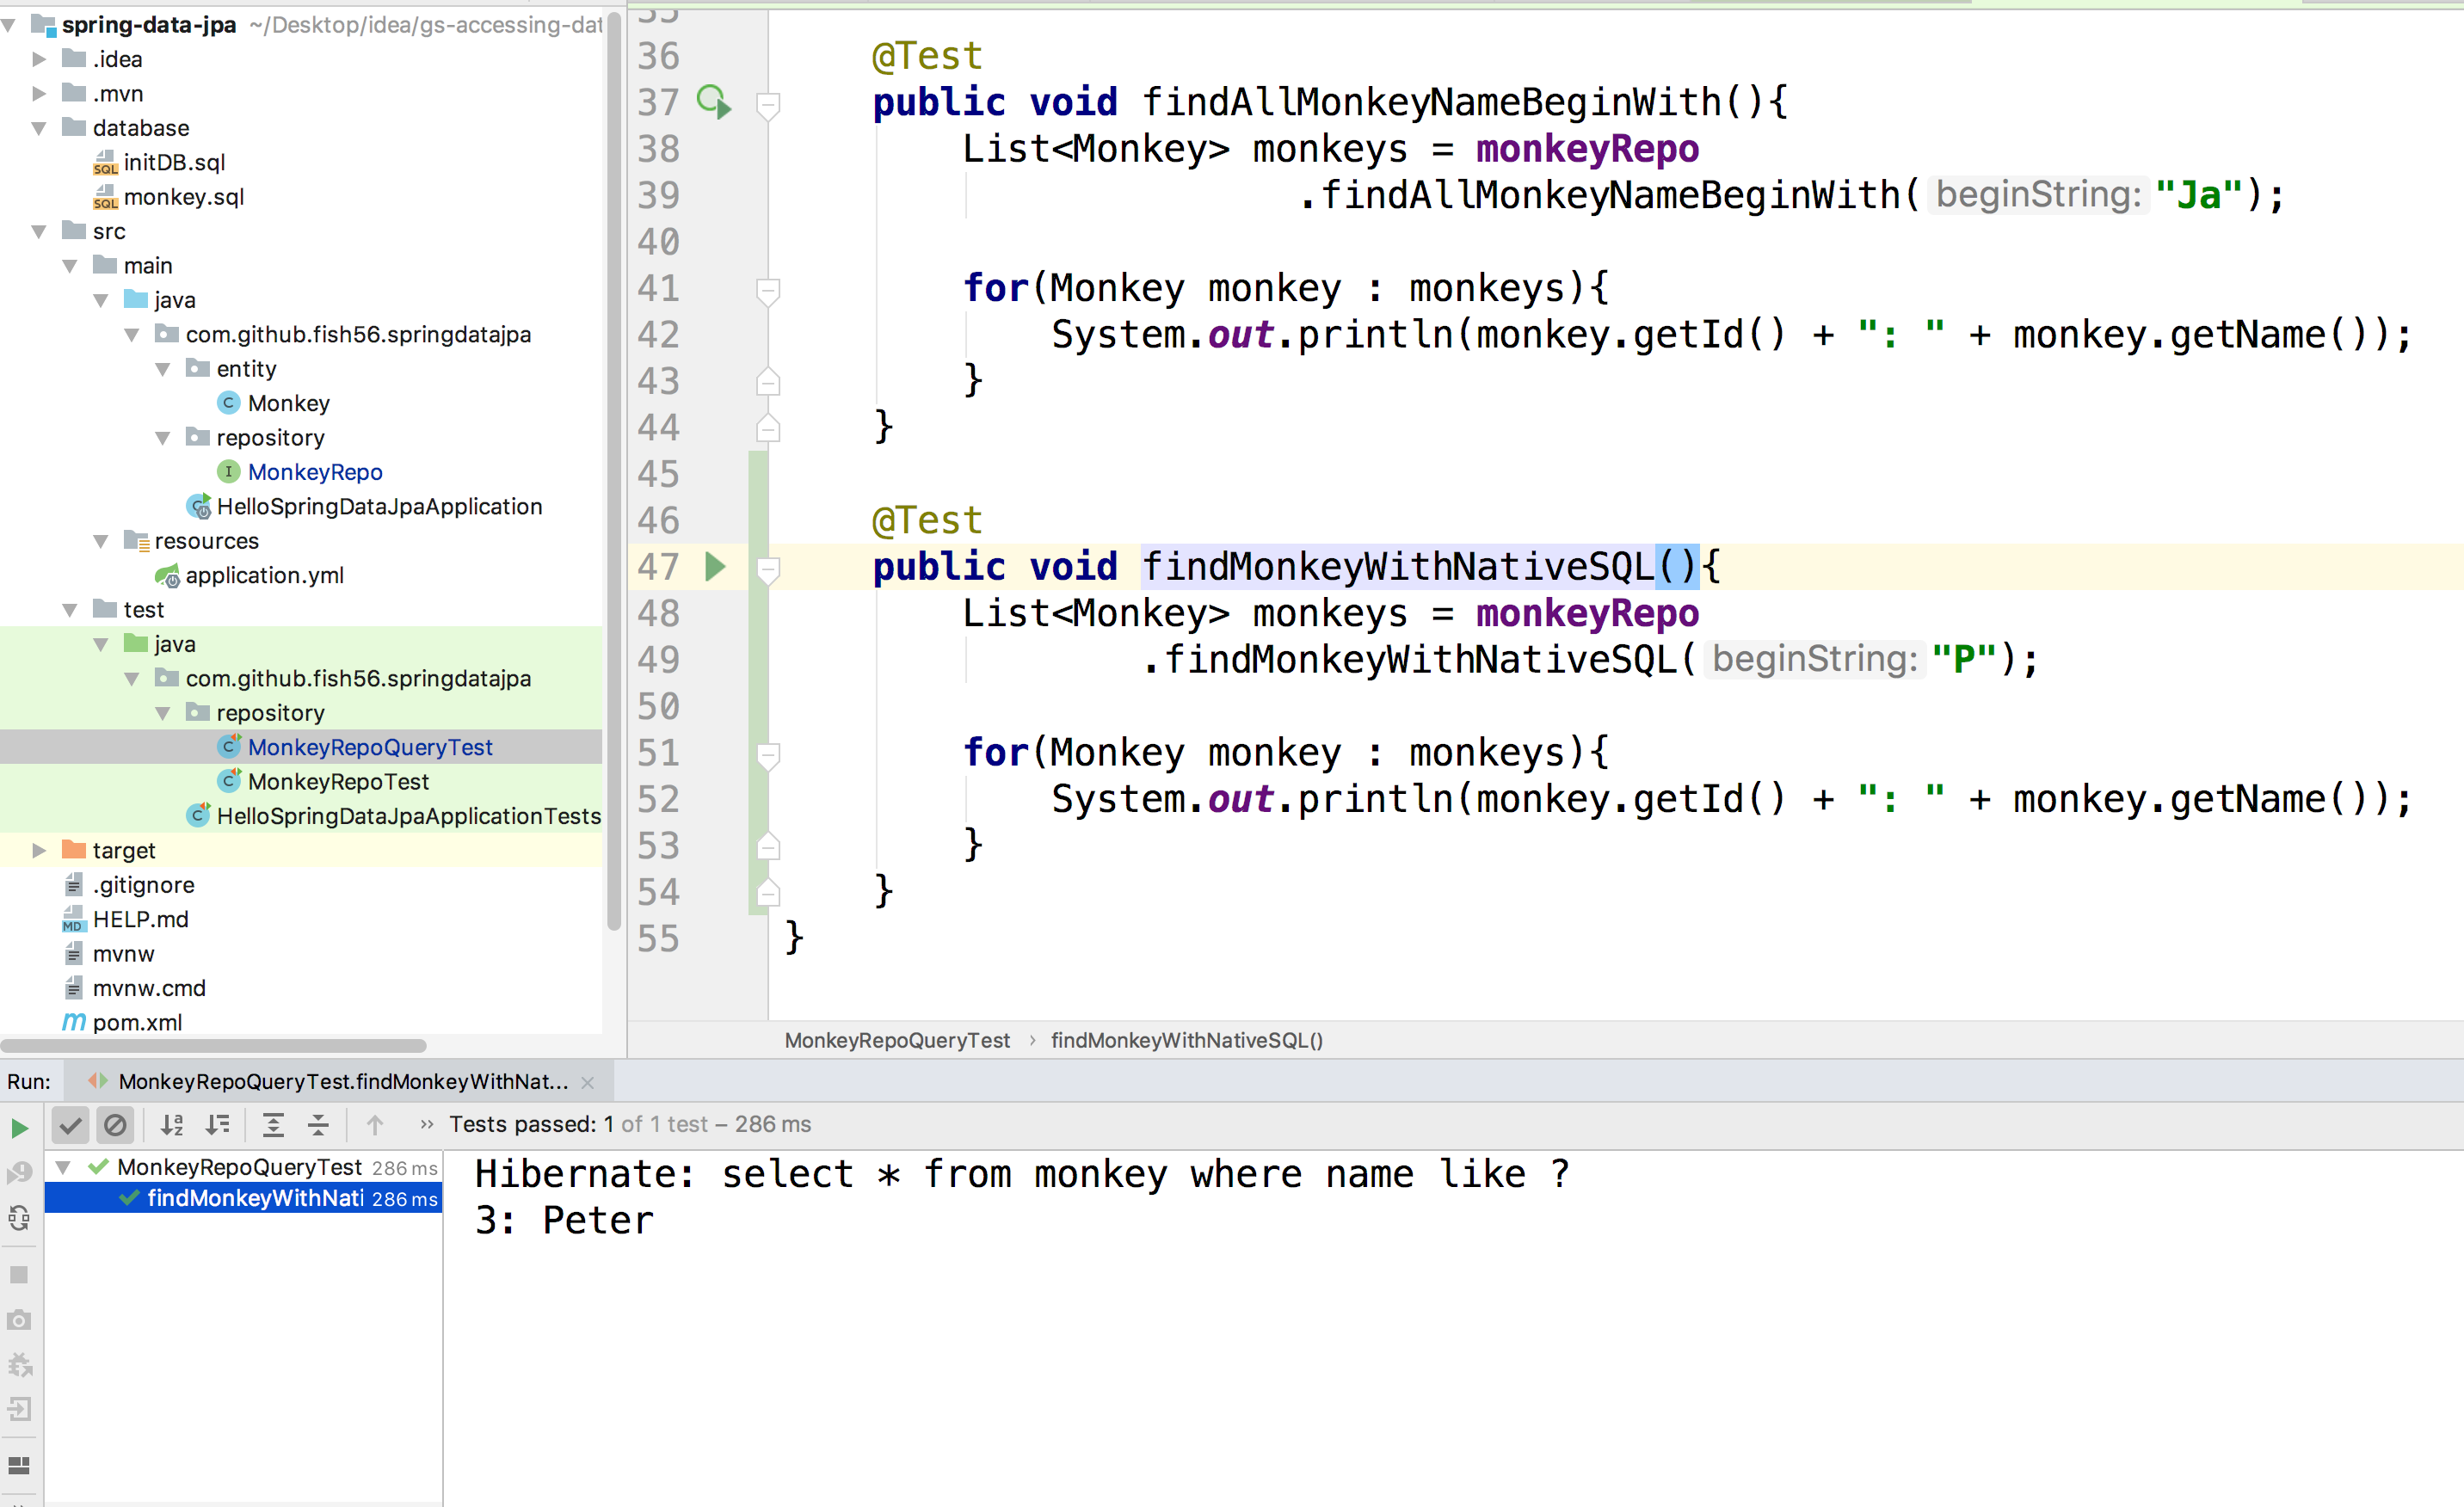 spring-data-jpa ~/Desktop/idea/gs-accessing-dat
.idea
.mvn
database
initDB.sql
monkey.sql
src
main
java
com.github.fish56.springdatajpa
entity
Monkey
repository
MonkeyRepo
HelloSpringDataJpaApplication
resources
application.yml
test
java
com.github.fish56.springdatajpa
repository
MonkeyRepoQueryTest
MonkeyRepoTest
HelloSpringDataJpaApplicationTests
target
.gitignore
HELP.md
mvnw
mvnw.cmd
pom.xml
35
36 @Test
37 public void findAllMonkeyNameBeginWith(){
38 List<Monkey> monkeys = monkeyRepo
39 .findAllMonkeyNameBeginWith( beginString: "Ja");
40
41 for(Monkey monkey : monkeys){
42 System.out.println(monkey.getId() + ": " + monkey.getName());
43 }
44 }
45
46 @Test
47 public void findMonkeyWithNativeSQL(){
48 List<Monkey> monkeys = monkeyRepo
49 .findMonkeyWithNativeSQL( beginString: "P");
50
51 for(Monkey monkey : monkeys){
52 System.out.println(monkey.getId() + ": " + monkey.getName());
53 }
54 }
55 }
MonkeyRepoQueryTest › findMonkeyWithNativeSQL()
Run: MonkeyRepoQueryTest.findMonkeyWithNat... ×
» Tests passed: 1 of 1 test – 286 ms
MonkeyRepoQueryTest 286 ms
findMonkeyWithNati 286 ms
Hibernate: select * from monkey where name like ?
3: Peter